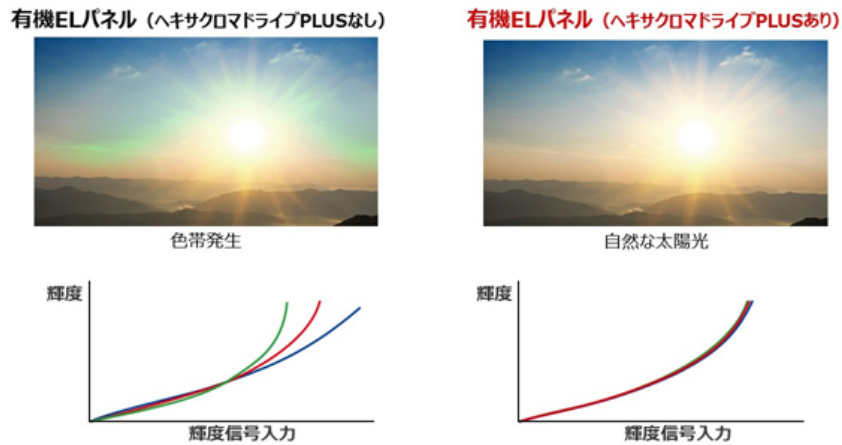 有機ELパネル（ヘキサクロマドライブPLUSなし）
有機ELパネル（ヘキサクロマドライブPLUSあり）
色帯発生
自然な太陽光
輝度
輝度信号入力
輝度
輝度信号入力